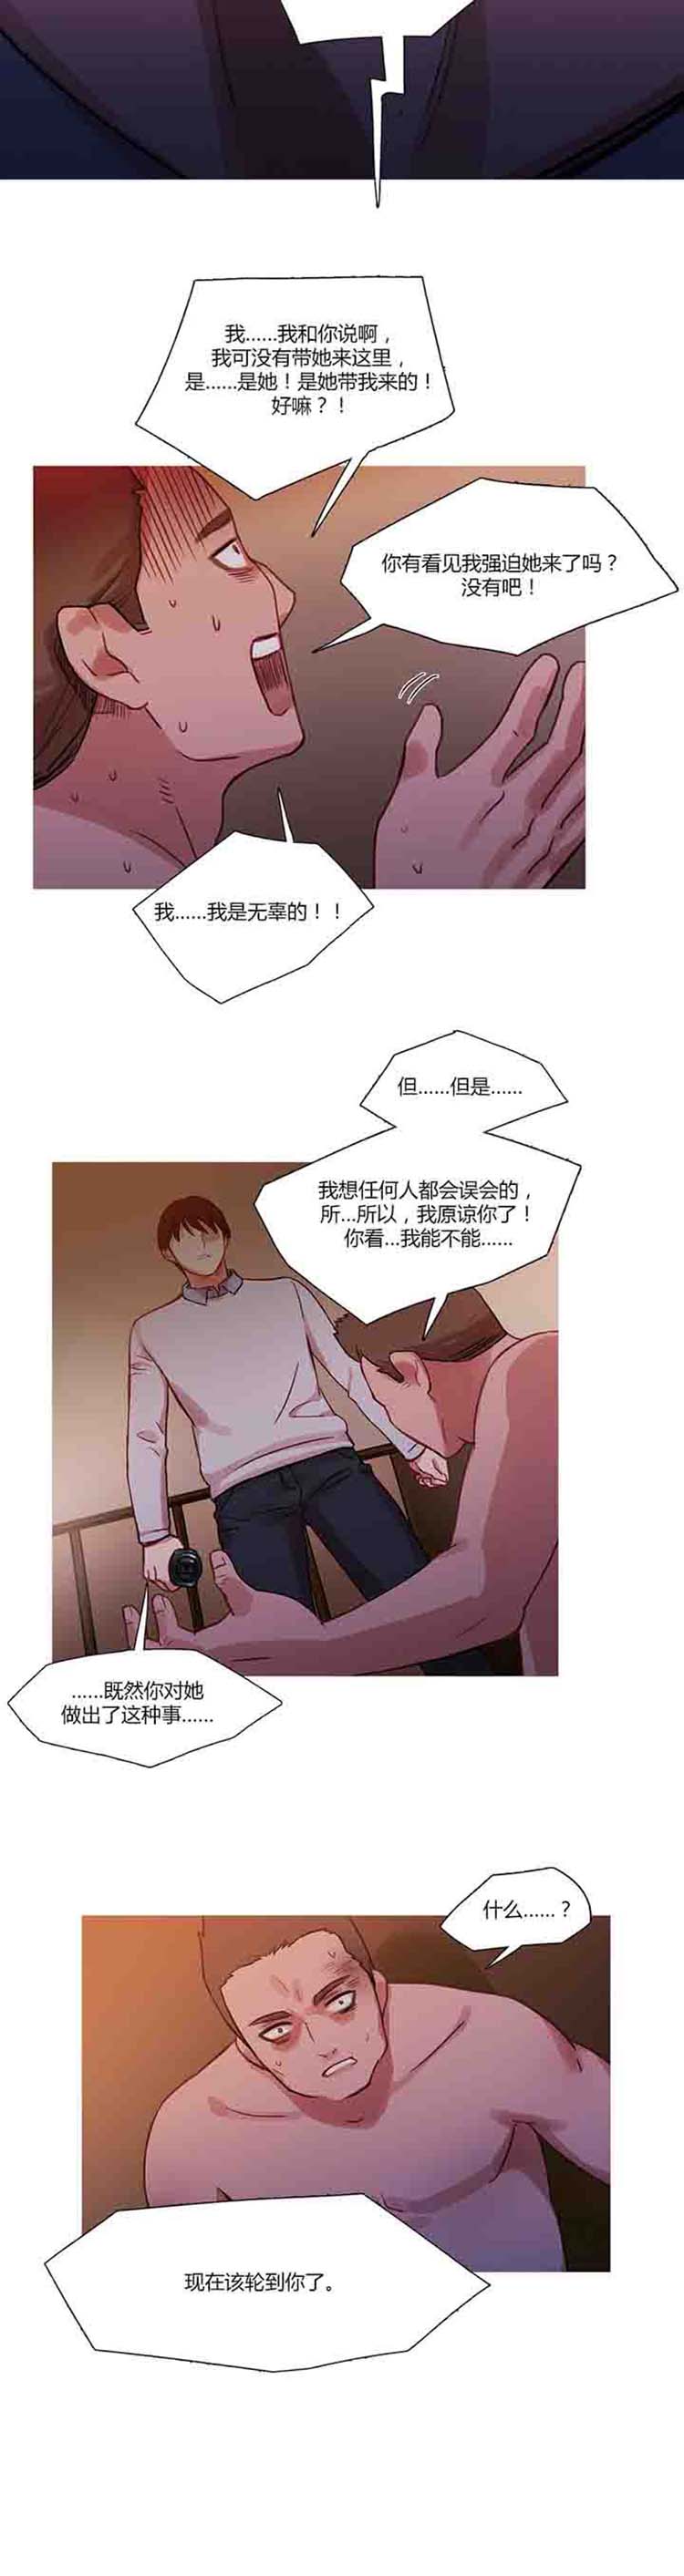 我……我和你说啊，
我可没有带她来这里，
是……是她！是她带我来的！
好嘛？！
你有看见我强迫她来了吗？
没有吧！
我……我是无辜的！！
但……但是……
我想任何人都会误会的，
所…所以，我原谅你了！
你看…我能不能……
……既然你对她
做出了这种事……
什么……？
现在该轮到你了。